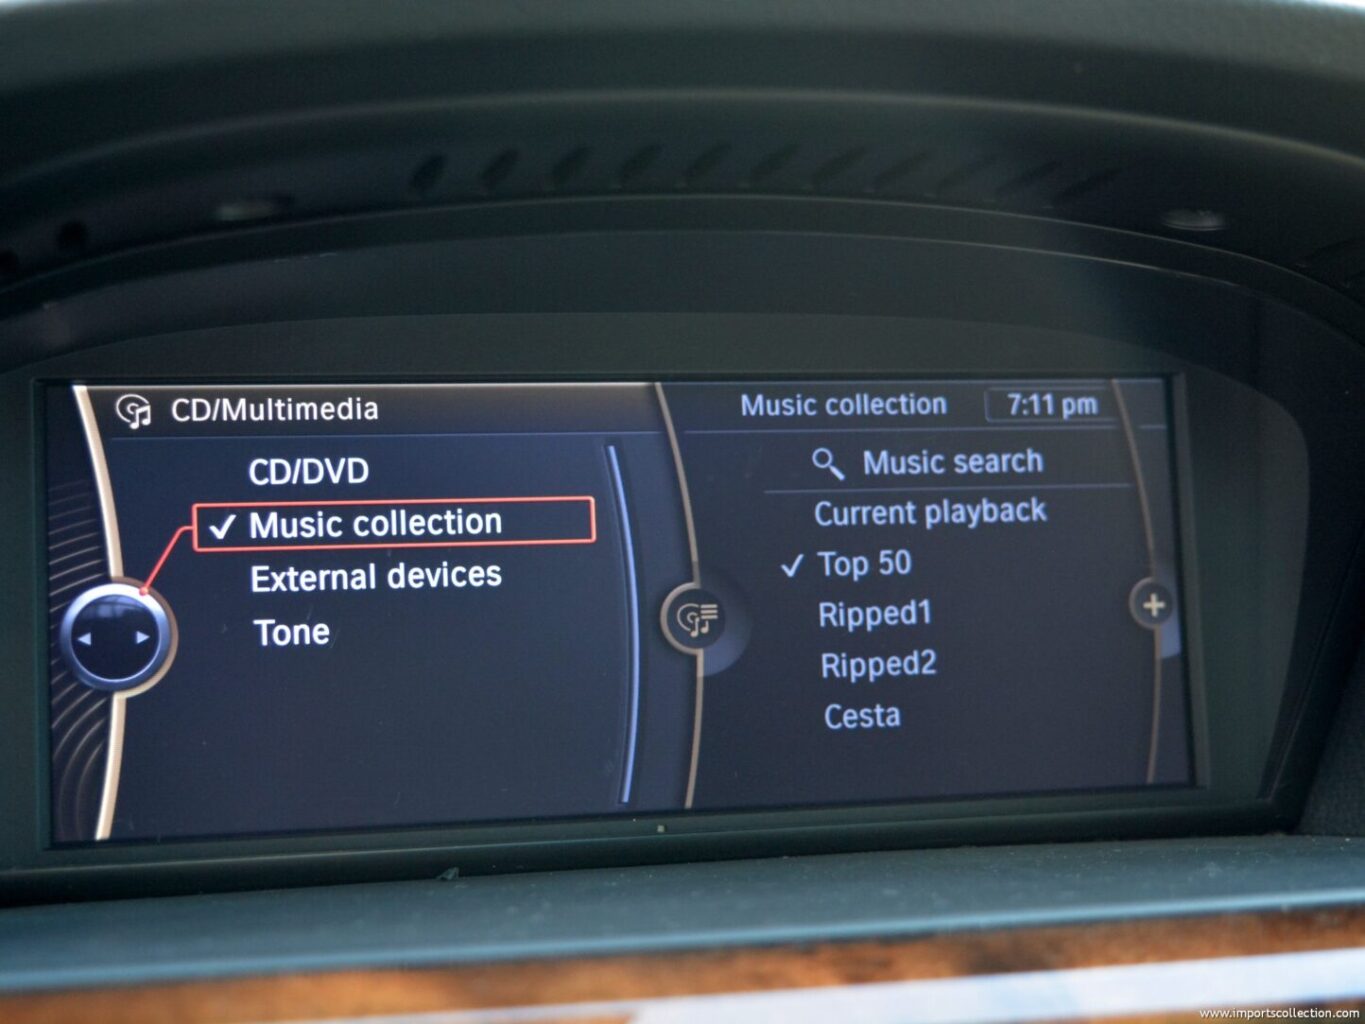 CD/Multimedia
CD/DVD
Music collection
External devices
Tone
Music collection
7:11 pm
Music search
Current playback
Top 50
Ripped1
Ripped2
Cesta
www.importscollection.com